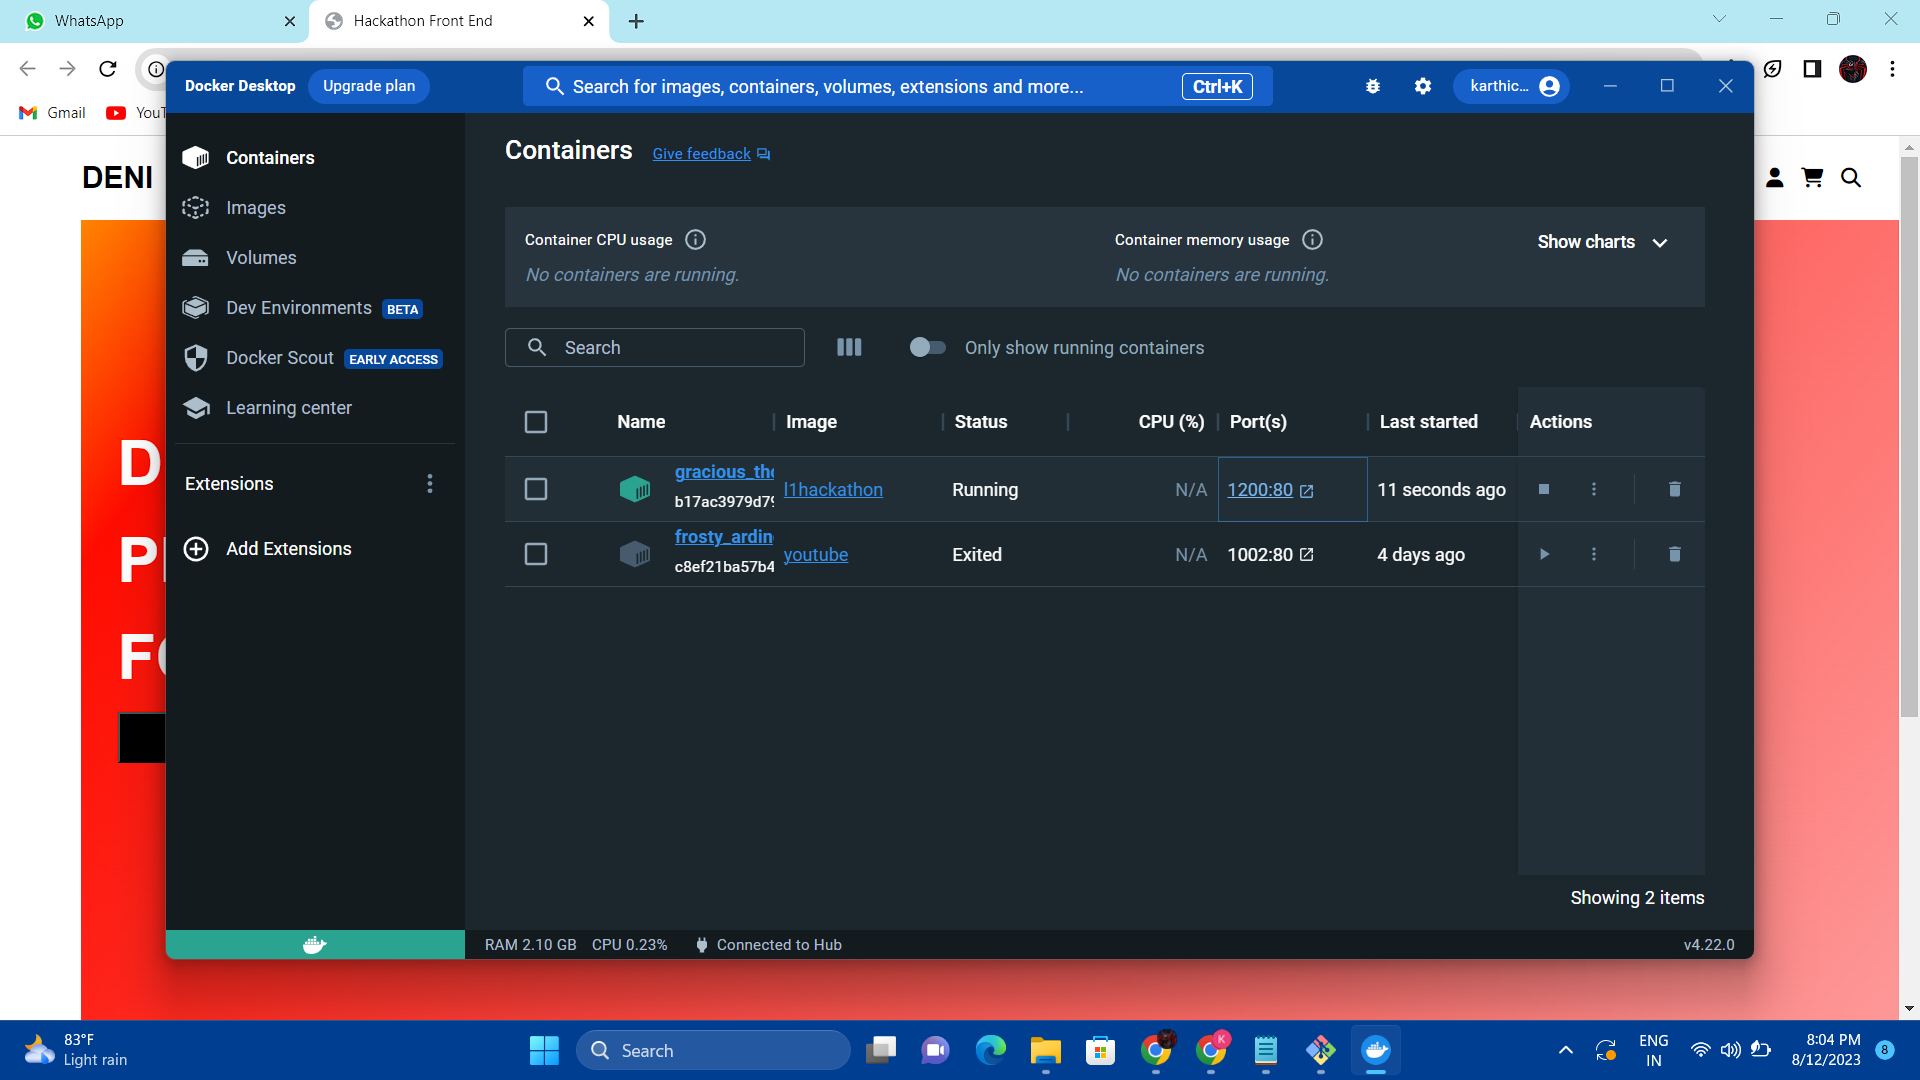 WhatsApp
Hackathon Front End
Docker Desktop
Upgrade plan
Search for images, containers, volumes, extensions and more...
Ctrl+K
karthic...
Gmail
YouT
DENI
Containers
Images
Volumes
Dev Environments BETA
Docker Scout EARLY ACCESS
Learning center
Extensions
Add Extensions
Containers Give feedback
Container CPU usage
No containers are running.
Container memory usage
No containers are running.
Show charts
Search
Only show running containers
Name Image Status CPU (%) Port(s) Last started Actions
gracious_the
b17ac3979d79
l1hackathon Running N/A 1200:80 11 seconds ago
frosty_ardin
c8ef21ba57b4
youtube Exited N/A 1002:80 4 days ago
Showing 2 items
D
P
FO
RAM 2.10 GB CPU 0.23% Connected to Hub v4.22.0
83°F
Light rain
Search
K
ENG
IN
8:04 PM
8/12/2023
8